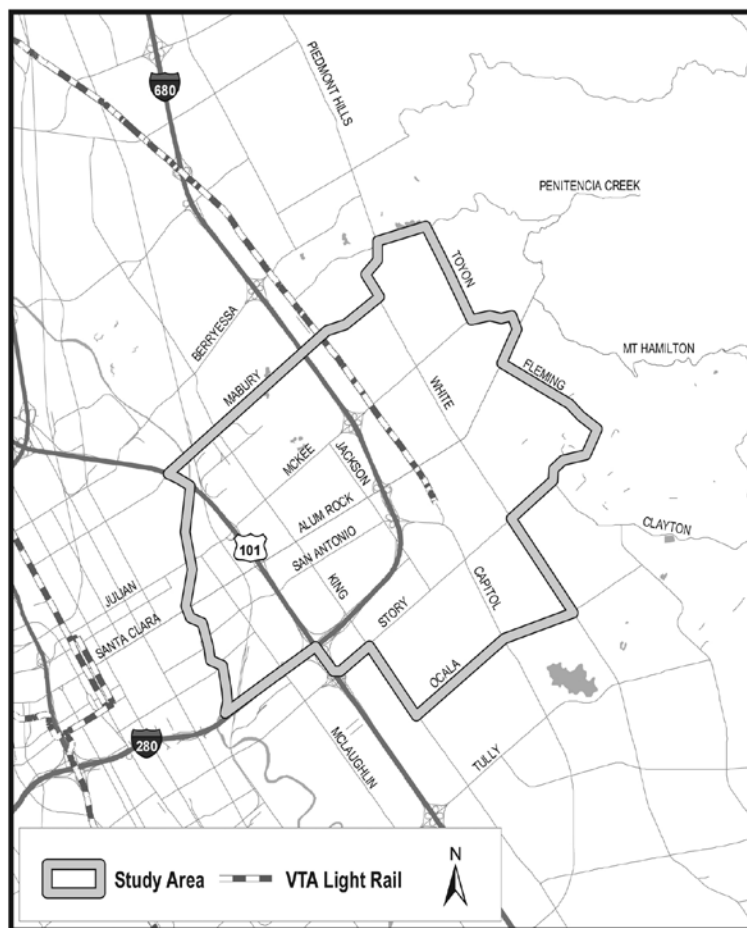 680
PIEDMONT HILLS
PENITENCIA CREEK
TOYON
BERRYESSA
MT HAMILTON
FLEMING
MABURY
WHITE
MCKEE
JACKSON
ALUM ROCK
SAN ANTONIO
CLAYTON
101
KING
CAPITOL
JULIAN
STORY
SANTA CLARA
OCALA
280
MCLAUGHLIN
TULLY
Study Area
VTA Light Rail
N